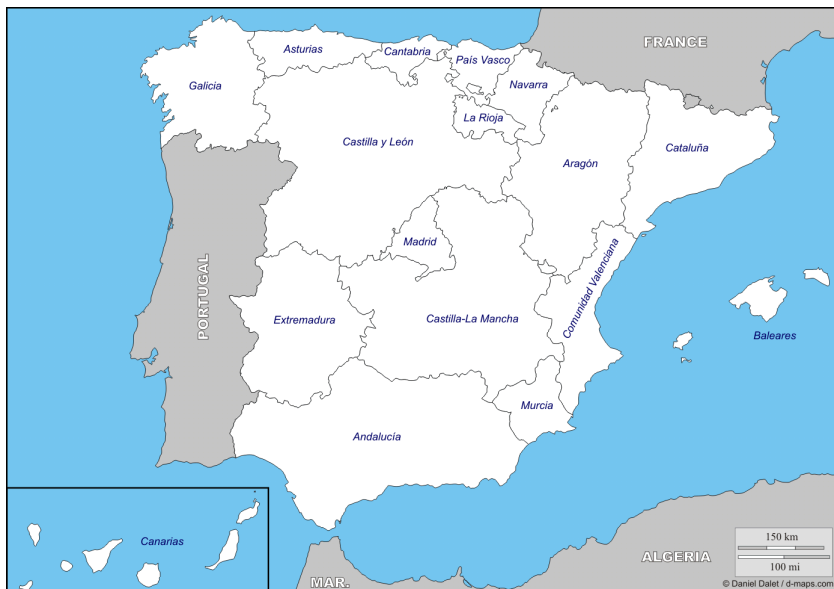 FRANCE
Asturias
Cantabria
País Vasco
Galicia
Navarra
La Rioja
Castilla y León
Cataluña
Aragón
Madrid
Comunidad Valenciana
PORTUGAL
Extremadura
Castilla-La Mancha
Baleares
Murcia
Andalucía
Canarias
150 km
100 mi
ALGERIA
MAR.
© Daniel Dalet / d-maps.com